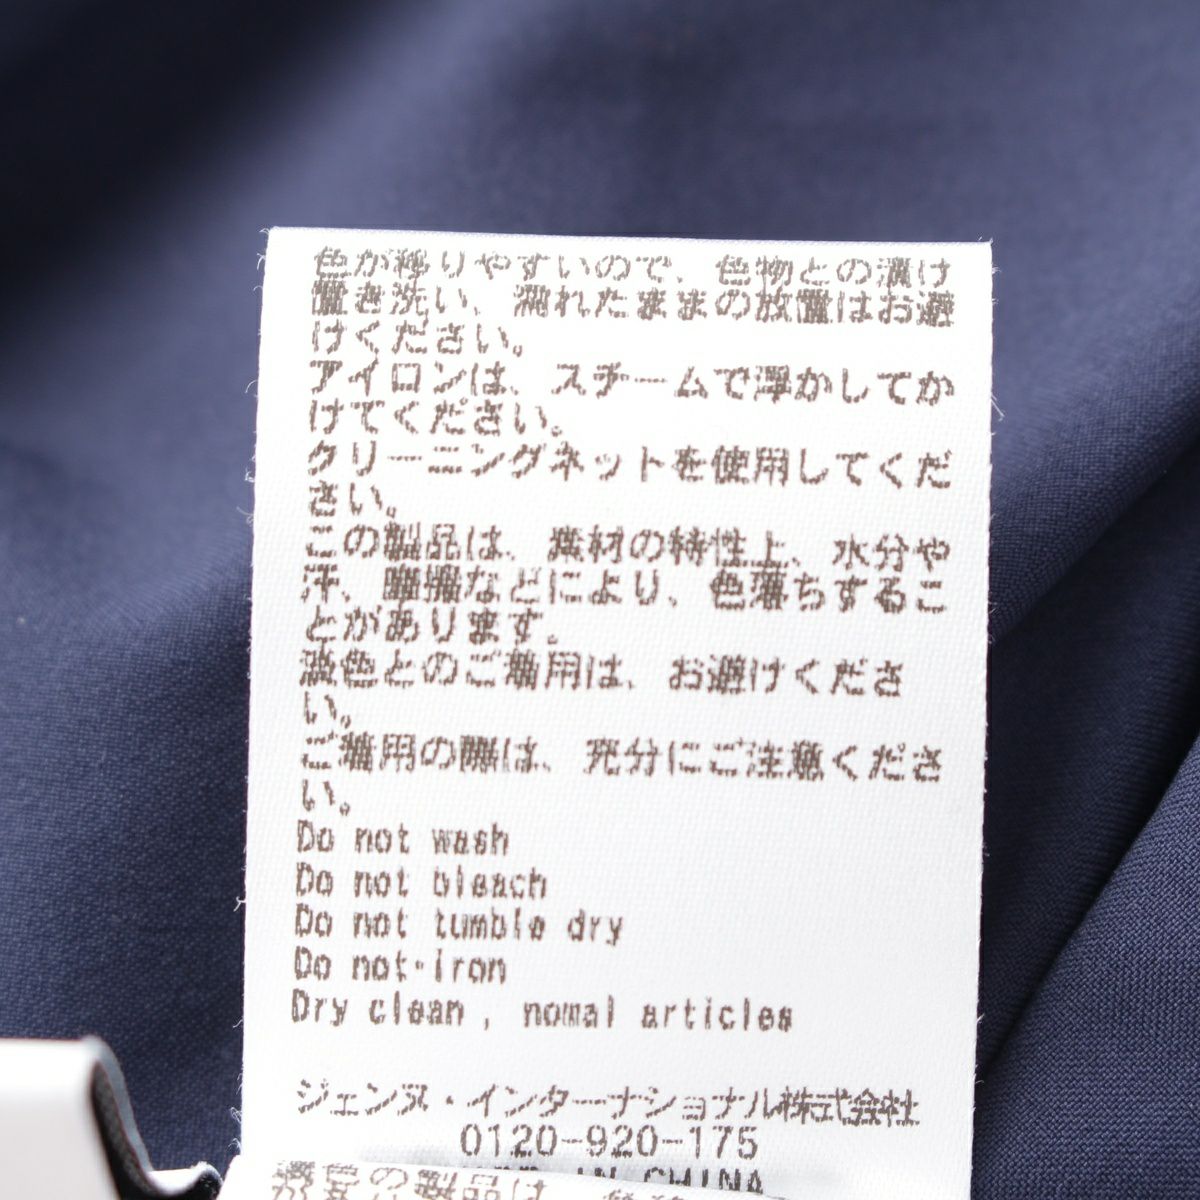 色が移りやすいので、色物との漬け
置き洗い、濡れたままの放置はお避
けください。
アイロンは、スチームで浮かしてか
けてください。
クリーニングネットを使用してくだ
さい。
この製品は、素材の特性上、水分や
汗、摩擦などにより、色落ちするこ
とがあります。
淡色とのご着用は、お避けくださ
い。
ご着用の際は、充分にご注意くださ
い。
Do not wash
Do not bleach
Do not tumble dry
Do not iron
Dry clean, nomal articles
ジェンヌ・インターナショナル株式会社
0120-920-175
IN CHINA
の製品は、